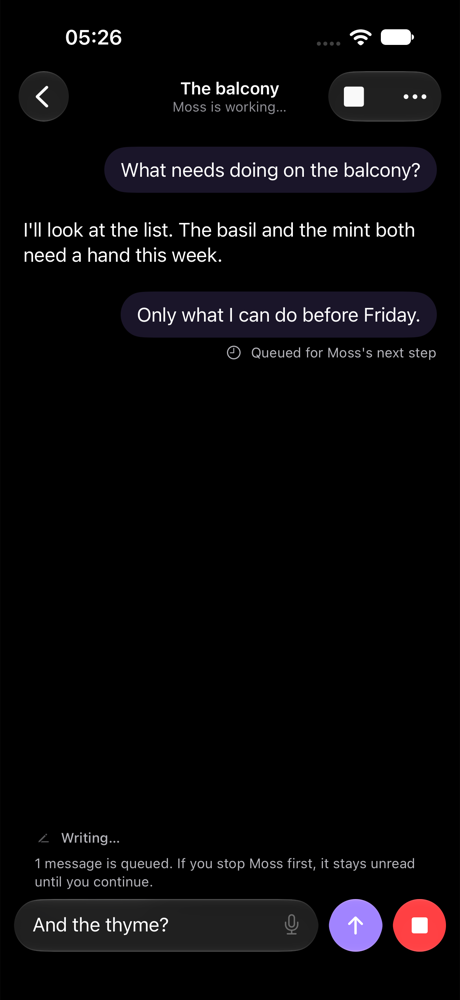 05:26
The balcony
Moss is working...
What needs doing on the balcony?
I'll look at the list. The basil and the mint both
need a hand this week.
Only what I can do before Friday.
Queued for Moss's next step
Writing...
1 message is queued. If you stop Moss first, it stays unread
until you continue.
And the thyme?